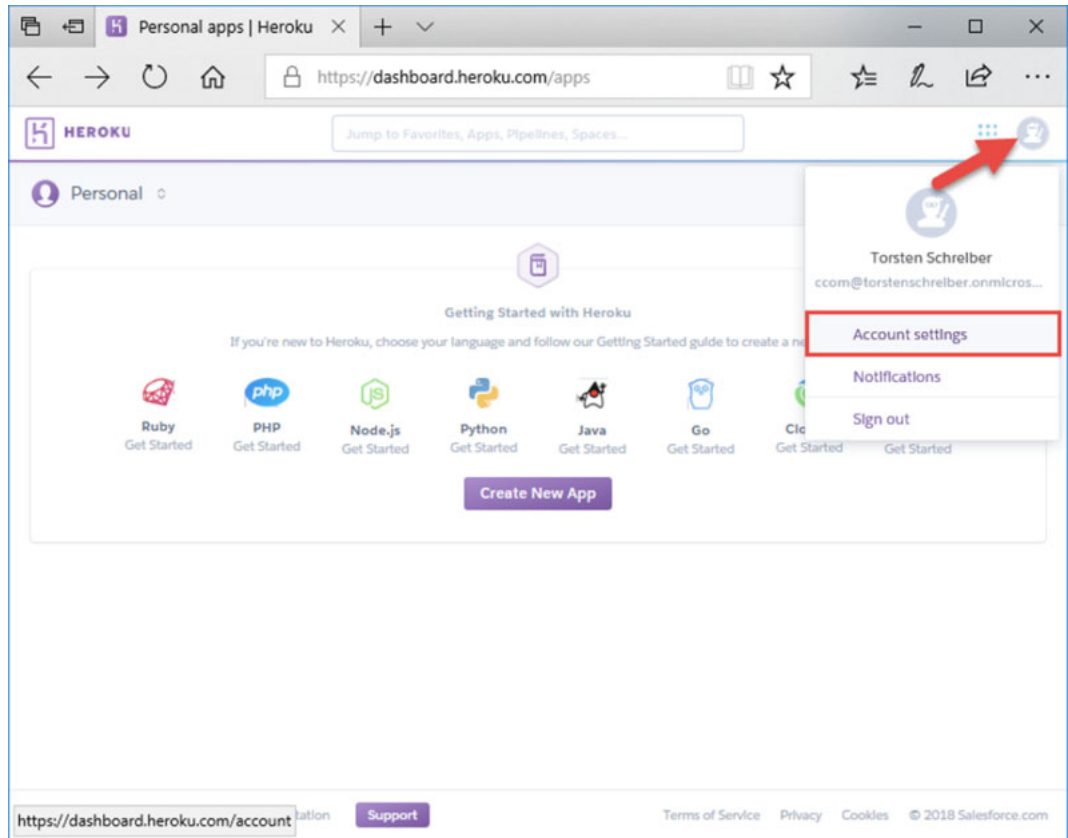 Personal apps | Heroku
https://dashboard.heroku.com/apps
HEROKU
Jump to Favorites, Apps, Pipelines, Spaces...
Personal
Torsten Schreiber
ccom@torstenschreiber.onmicros...
Account settings
Notifications
Sign out
Getting Started with Heroku
If you're new to Heroku, choose your language and follow our Getting Started guide to create a
php
JS
Ruby
Get Started
PHP
Get Started
Node.js
Get Started
Python
Get Started
Java
Get Started
Go
Get Started
Get Started
Get Started
Create New App
https://dashboard.heroku.com/account
Support
Terms of Service Privacy Cookies © 2018 Salesforce.com